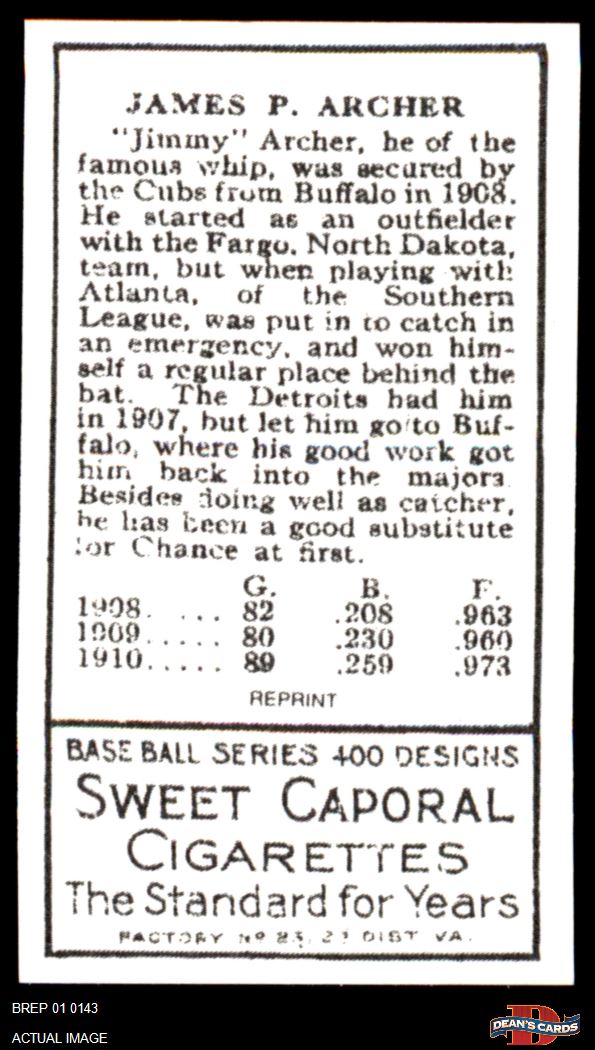 JAMES P. ARCHER
"Jimmy" Archer, he of the
famous whip, was secured by
the Cubs from Buffalo in 1908.
He started as an outfielder
with the Fargo, North Dakota,
team, but when playing with
Atlanta, of the Southern
League, was put in to catch in
an emergency, and won him-
self a regular place behind the
bat. The Detroits had him
in 1907, but let him go to Buf-
falo, where his good work got
him back into the majors.
Besides doing well as catcher,
he has been a good substitute
for Chance at first.
G. B. F.
1908. . . . . 82 .208 .963
1909. . . . . 80 .230 .960
1910. . . . . 89 .259 .973
REPRINT
BASE BALL SERIES 400 DESIGNS
SWEET CAPORAL
CIGARETTES
The Standard for Years
FACTORY No 25, 2D DIST VA.
BREP 01 0143
ACTUAL IMAGE
D
DEAN'S CARDS